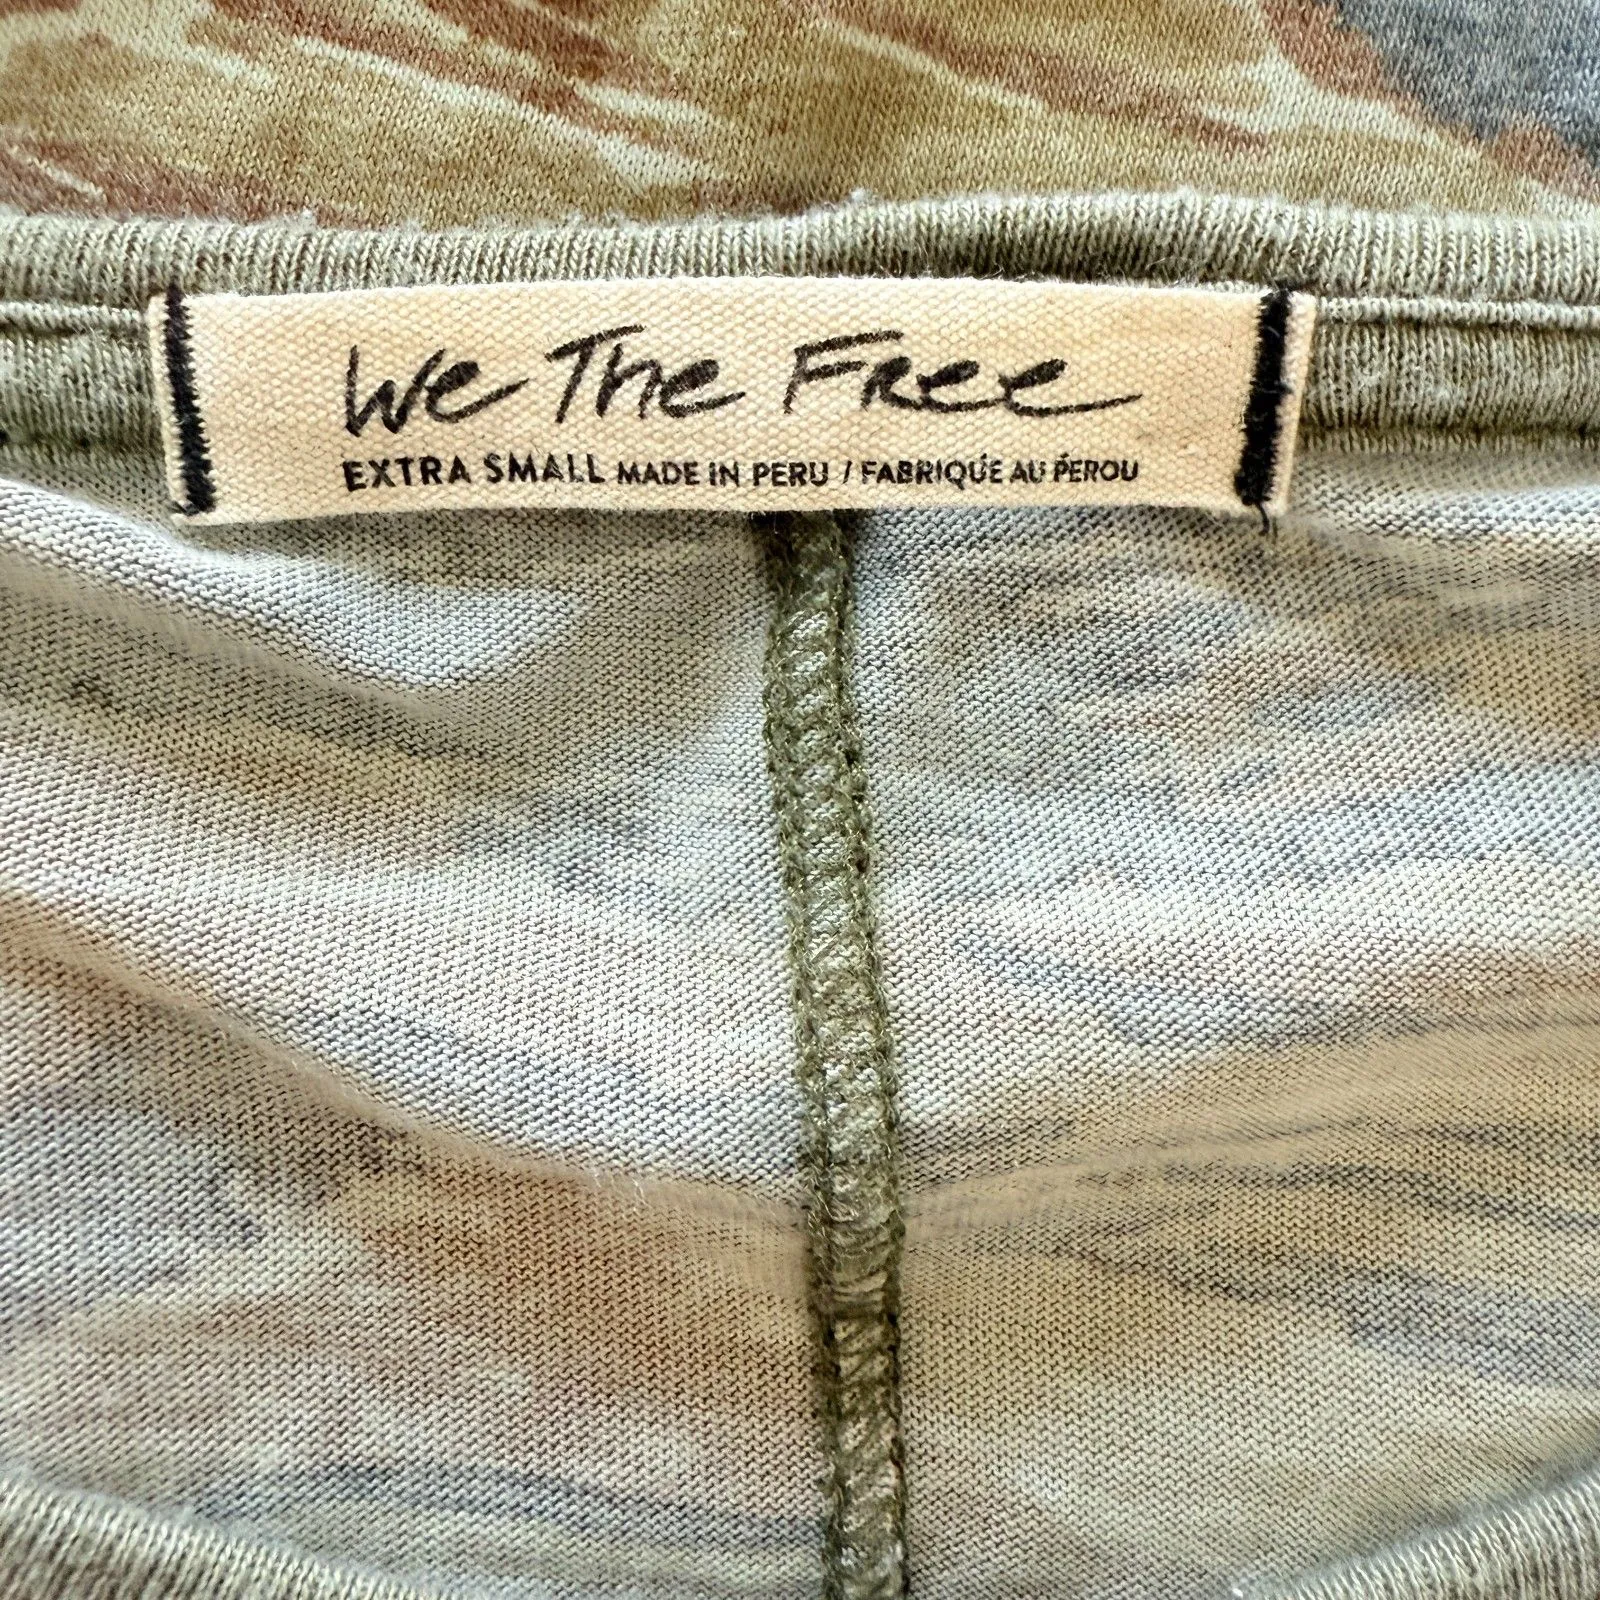 We The Free
EXTRA SMALL MADE IN PERU / FABRIQUÉ AU PÉROU